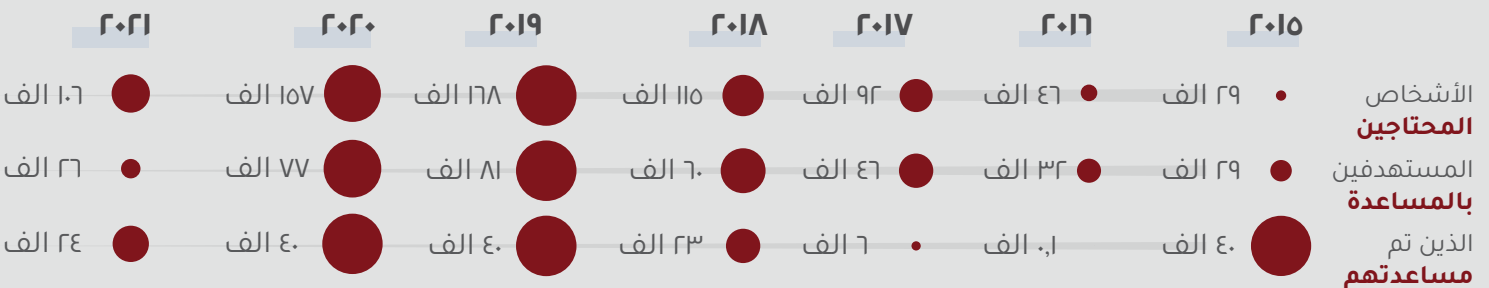 ٢٠١٥ ٢٠١٦ ٢٠١٧ ٢٠١٨ ٢٠١٩ ٢٠٢٠ ٢٠٢١
الأشخاص
المحتاجين
٢٩ الف ٤٦ الف ٩٢ الف ١١٥ الف ١٦٨ الف ١٥٧ الف ١٠٦ الف
المستهدفين
بالمساعدة
٢٩ الف ٣٢ الف ٤٦ الف ٦٠ الف ٨١ الف ٧٧ الف ٢٦ الف
الذين تم
مساعدتهم
٤٠ الف ٠,١ الف ٦ الف ٢٣ الف ٤٠ الف ٤٠ الف ٢٤ الف